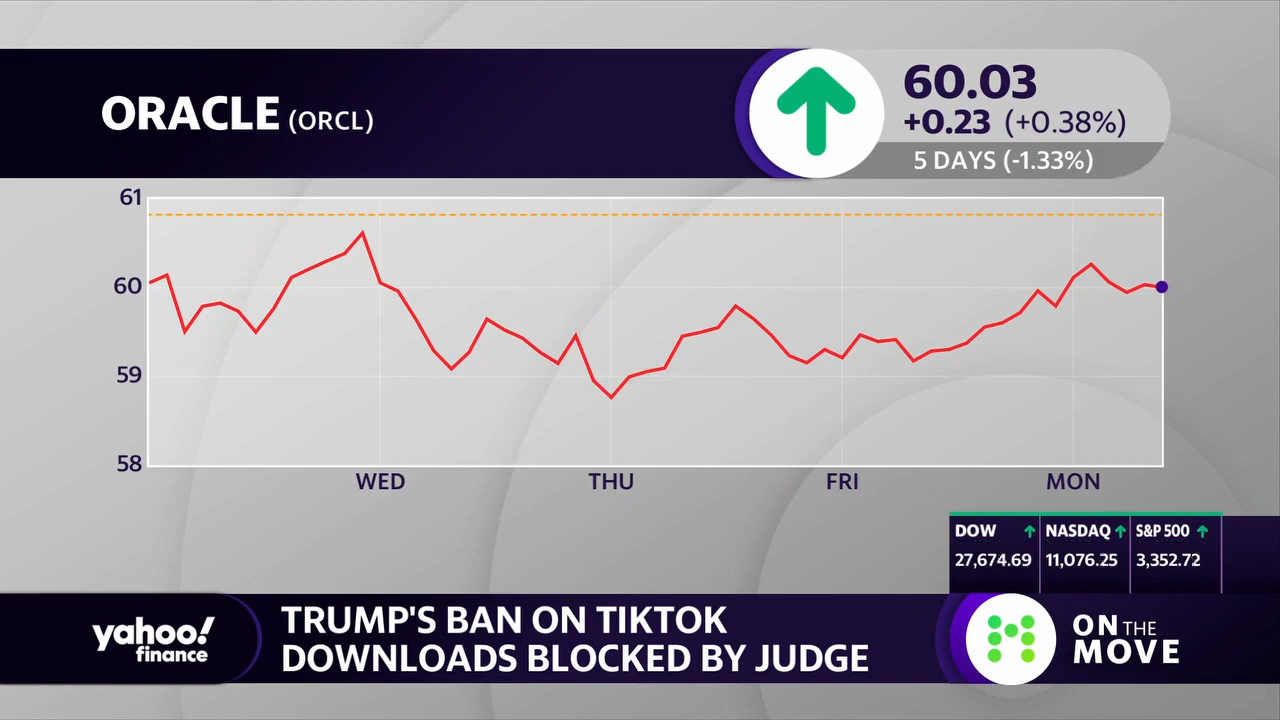 ORACLE (ORCL)
60.03
+0.23 (+0.38%)
5 DAYS (-1.33%)
61
60
59
58
WED THU FRI MON
DOW NASDAQ S&P 500
27,674.69 11,076.25 3,352.72
yahoo!
finance
TRUMP'S BAN ON TIKTOK
DOWNLOADS BLOCKED BY JUDGE
ON THE
MOVE